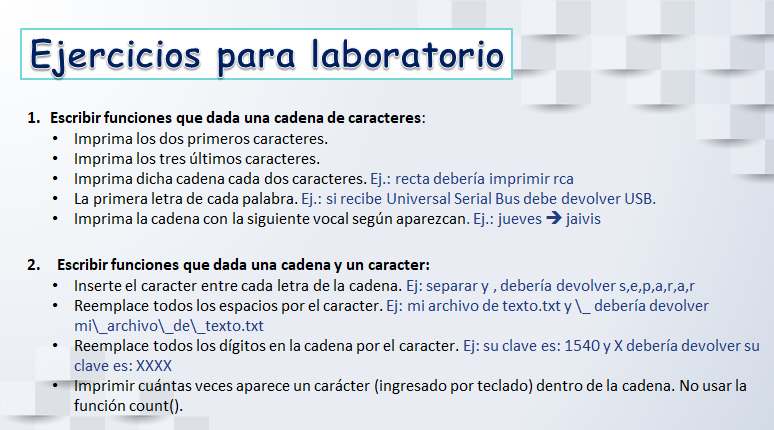 Ejercicios para laboratorio
1. Escribir funciones que dada una cadena de caracteres:
• Imprima los dos primeros caracteres.
• Imprima los tres últimos caracteres.
• Imprima dicha cadena cada dos caracteres. Ej.: recta debería imprimir rca
• La primera letra de cada palabra. Ej.: si recibe Universal Serial Bus debe devolver USB.
• Imprima la cadena con la siguiente vocal según aparezcan. Ej.: jueves ➔ jaivis
2. Escribir funciones que dada una cadena y un caracter:
• Inserte el caracter entre cada letra de la cadena. Ej: separar y , debería devolver s,e,p,a,r,a,r
• Reemplace todos los espacios por el caracter. Ej: mi archivo de texto.txt y \_ debería devolver
mi\_archivo\_de\_texto.txt
• Reemplace todos los dígitos en la cadena por el caracter. Ej: su clave es: 1540 y X debería devolver su
clave es: XXXX
• Imprimir cuántas veces aparece un carácter (ingresado por teclado) dentro de la cadena. No usar la
función count().